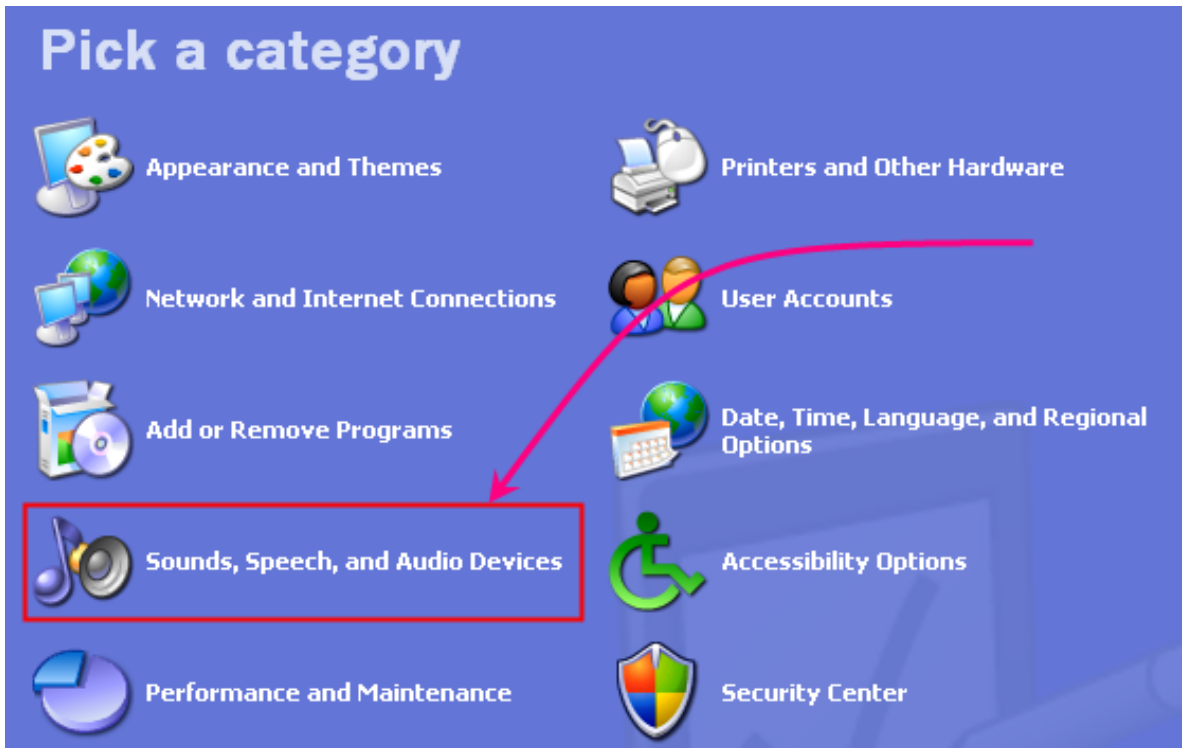 Pick a category
Appearance and Themes
Printers and Other Hardware
Network and Internet Connections
User Accounts
Add or Remove Programs
Date, Time, Language, and Regional
Options
Sounds, Speech, and Audio Devices
Accessibility Options
Performance and Maintenance
Security Center